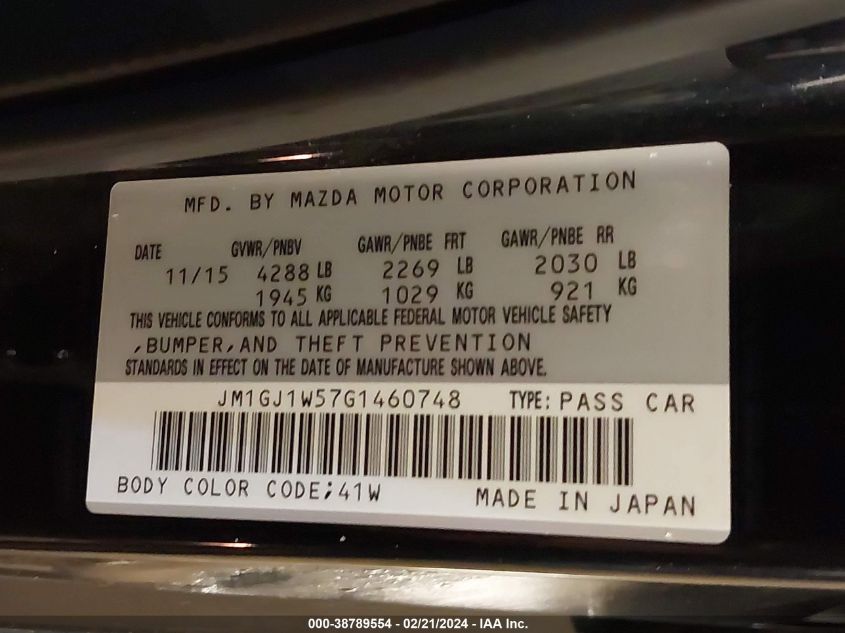 MFD. BY MAZDA MOTOR CORPORATION
DATE GVWR/PNBV GAWR/PNBE FRT GAWR/PNBE RR
11/15 4288 LB 2269 LB 2030 LB
1945 KG 1029 KG 921 KG
THIS VEHICLE CONFORMS TO ALL APPLICABLE FEDERAL MOTOR VEHICLE SAFETY
,BUMPER,AND THEFT PREVENTION
STANDARDS IN EFFECT ON THE DATE OF MANUFACTURE SHOWN ABOVE.
JM1GJ1W57G1460748 TYPE: PASS CAR
BODY COLOR CODE;41W MADE IN JAPAN
000-38789554 - 02/21/2024 - IAA Inc.